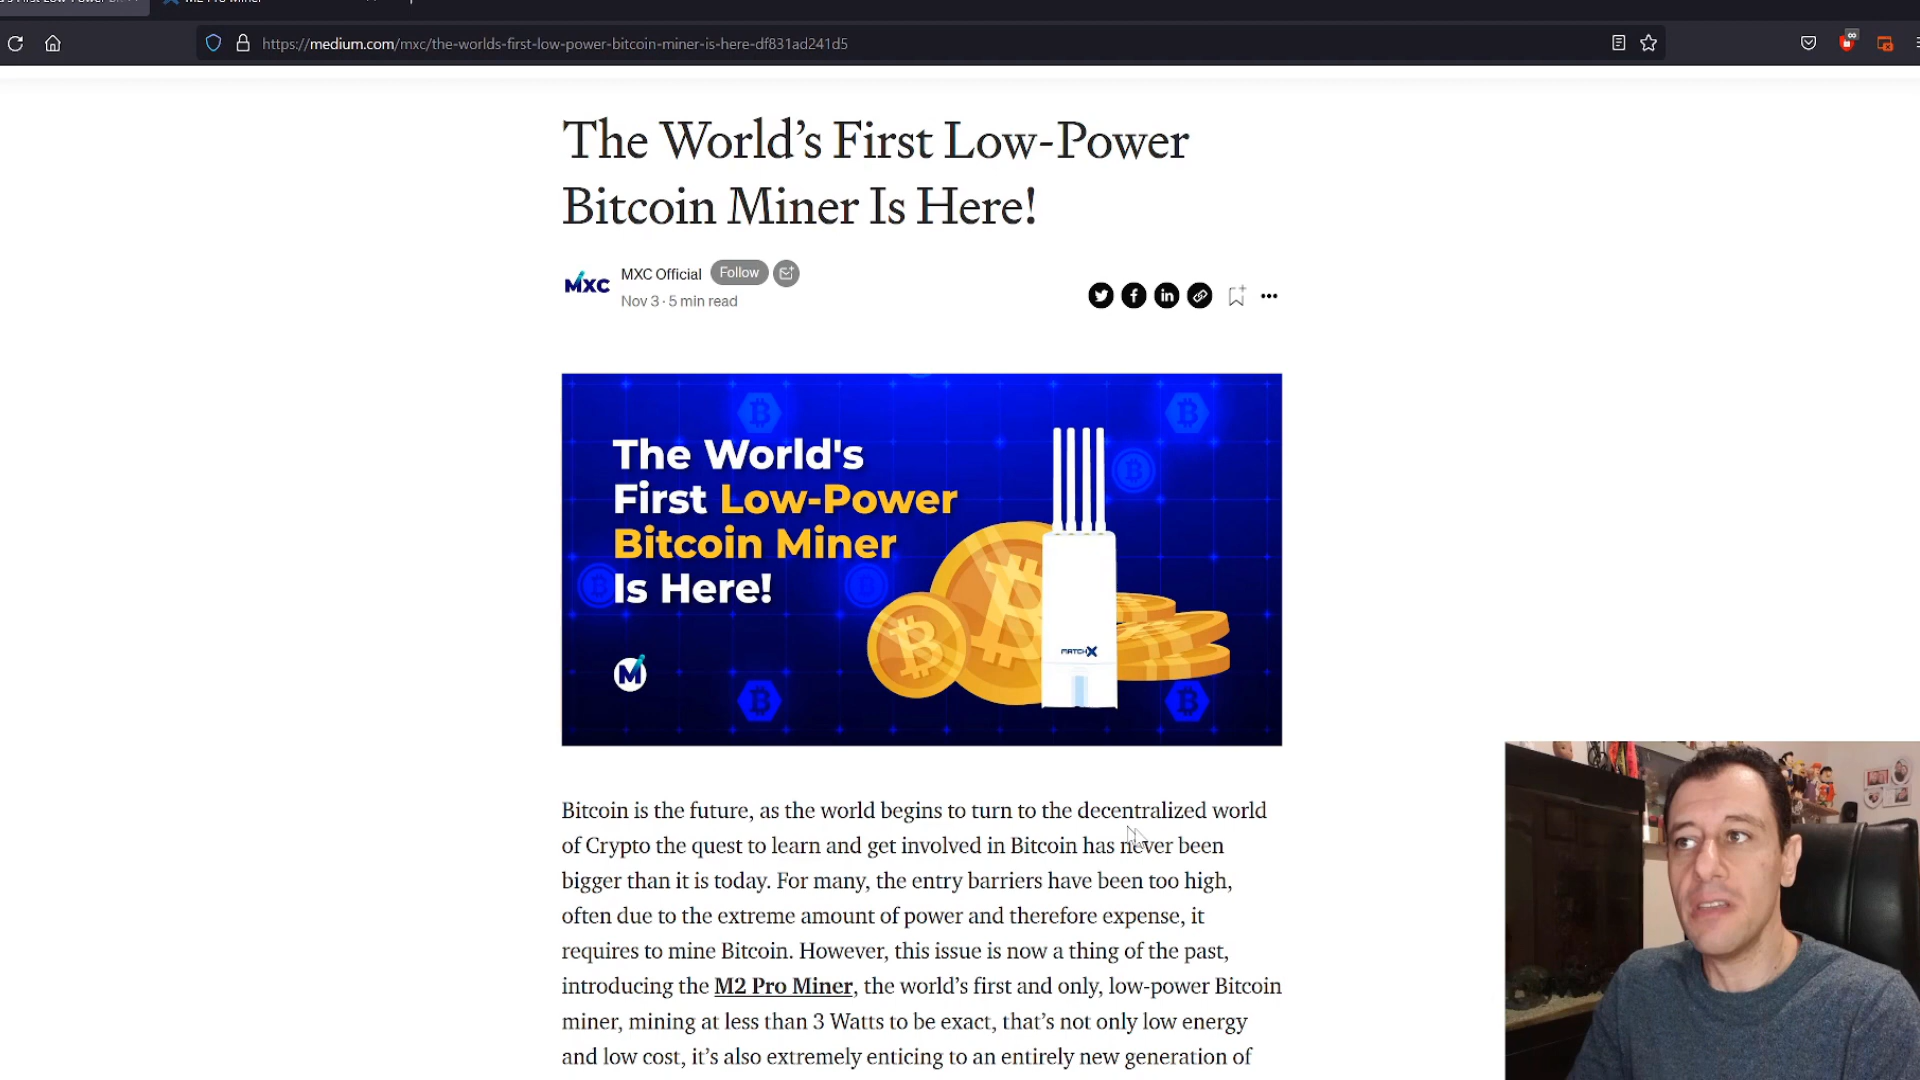 M2 Pro Miner
https://medium.com/mxc/the-worlds-first-low-power-bitcoin-miner-is-here-df831ad241d5
The World’s First Low-Power
Bitcoin Miner Is Here!
MXC
MXC Official Follow
Nov 3 · 5 min read
The World's
First Low-Power
Bitcoin Miner
Is Here!
MATCHX
M
Bitcoin is the future, as the world begins to turn to the decentralized world
of Crypto the quest to learn and get involved in Bitcoin has never been
bigger than it is today. For many, the entry barriers have been too high,
often due to the extreme amount of power and therefore expense, it
requires to mine Bitcoin. However, this issue is now a thing of the past,
introducing the M2 Pro Miner, the world’s first and only, low-power Bitcoin
miner, mining at less than 3 Watts to be exact, that’s not only low energy
and low cost, it’s also extremely enticing to an entirely new generation of